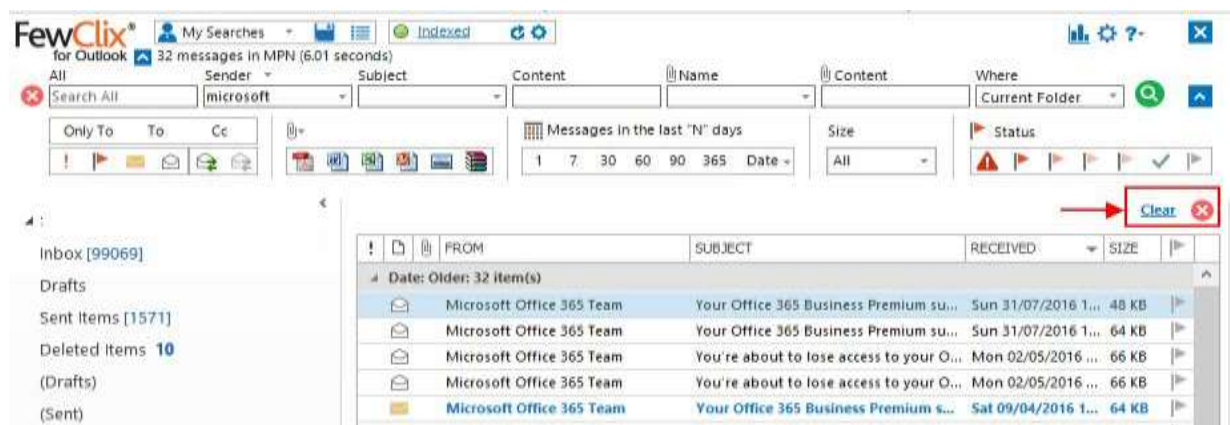 FewClix®
My Searches
Indexed
?
for Outlook 32 messages in MPN (6.01 seconds)
All Sender Subject Content Name Content Where
Search All microsoft Current Folder
Only To To Cc Messages in the last "N" days Size Status
! 1 7 30 60 90 365 Date All
Clear
:
Inbox [99069]
Drafts
Sent Items [1571]
Deleted Items 10
(Drafts)
(Sent)
! FROM SUBJECT RECEIVED SIZE
Date: Older: 32 item(s)
Microsoft Office 365 Team Your Office 365 Business Premium su... Sun 31/07/2016 1... 48 KB
Microsoft Office 365 Team Your Office 365 Business Premium su... Sun 31/07/2016 1... 64 KB
Microsoft Office 365 Team You're about to lose access to your O... Mon 02/05/2016 ... 66 KB
Microsoft Office 365 Team You're about to lose access to your O... Mon 02/05/2016 ... 66 KB
Microsoft Office 365 Team Your Office 365 Business Premium s... Sat 09/04/2016 1... 64 KB